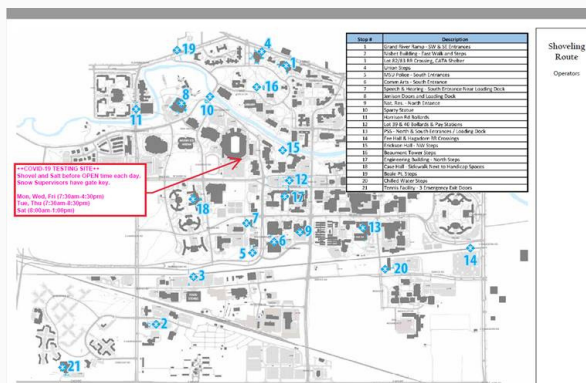 Stop #	Description
1	Grand River Ramp - SW & SE Entrances
2	Nisbet Building - East Walk and Steps
3	Lot 82/83 RR Crossing, CATA Shelter
4	Union Steps
5	MSU Police - South Entrances
6	Comm Arts - South Entrance
7	Speech & Hearing - South Entrance Near Loading Dock
8	Jenison Doors and Loading Dock
9	Nat. Res. - North Entrance
10	Sparty Statue
11	Harrison Rd Bollards
12	Lot 39 & 40 Bollards & Pay Stations
13	PSS - North & South Entrances / Loading Dock
14	Fee Hall & Hagadorn RR Crossings
15	Erickson Hall - NW Steps
16	Beaumont Tower Steps
17	Engineering Building - North Steps
18	Case Hall - Sidewalk Next to Handicap Spaces
19	Beale PL Steps
20	Chilled Water Steps
21	Tennis Facility - 3 Emergency Exit Doors
Shoveling
Route
Operators
19
4
1
16
8
10
11
15
**COVID-19 TESTING SITE**
Shovel and Salt before OPEN time each day.
Snow Supervisors have gate key.
Mon, Wed, Fri (7:30am-4:30pm)
Tue, Thu (7:30am-8:30pm)
Sat (8:00am-1:00pm)
12
17
18
7
9
13
6
5
14
20
3
2
21